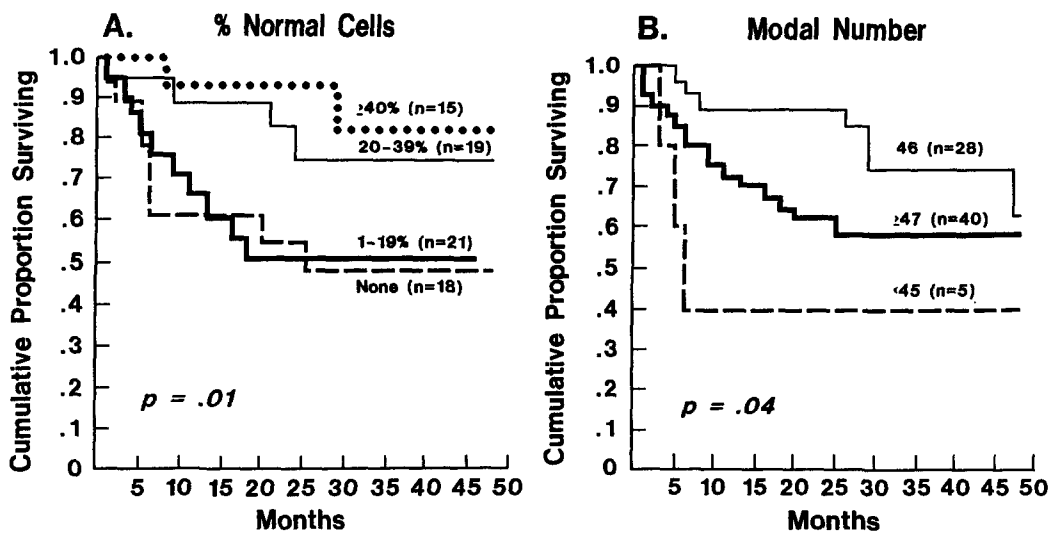 A. % Normal Cells
Cumulative Proportion Surviving
1.0
.9
.8
.7
.6
.5
.4
.3
.2
.1
0
≥40% (n=15)
20-39% (n=19)
1-19% (n=21)
None (n=18)
p = .01
5 10 15 20 25 30 35 40 45 50
Months
B. Modal Number
Cumulative Proportion Surviving
1.0
.9
.8
.7
.6
.5
.4
.3
.2
.1
0
46 (n=28)
≥47 (n=40)
<45 (n=5)
p = .04
5 10 15 20 25 30 35 40 45 50
Months